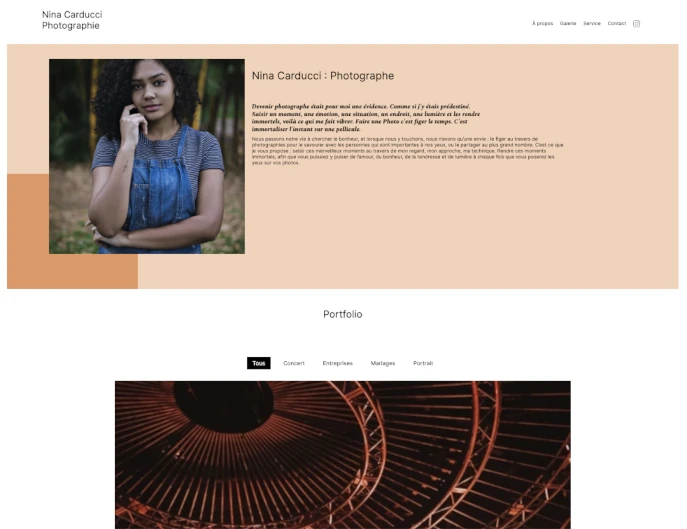 Nina Carducci
Photographie
À propos Galerie Service Contact
Nina Carducci : Photographe
Devenir photographe était pour moi une évidence. Comme si j'y étais prédestiné.
Saisir un moment, une émotion, une situation, un endroit, une lumière et les rendre
immortels, voilà ce qui me fait vibrer. Faire une Photo c'est figer le temps. C'est
immortaliser l'instant sur une pellicule.
Nous passons notre vie à chercher le bonheur, et lorsque nous y touchons, nous n'avons qu'une envie : le figer au travers de
photographies pour le savourer avec les personnes qui sont importantes à nos yeux, ou le partager au plus grand nombre. C'est ce que
je vous propose : saisir ces merveilleux moments au travers de mon regard, mon approche, ma technique. Rendre ces moments
immortels, afin que vous puissiez y puiser de l'amour, du bonheur, de la tendresse et de lumière à chaque fois que vous poserez les
yeux sur vos photos.
Portfolio
Tous Concert Entreprises Mariages Portrait